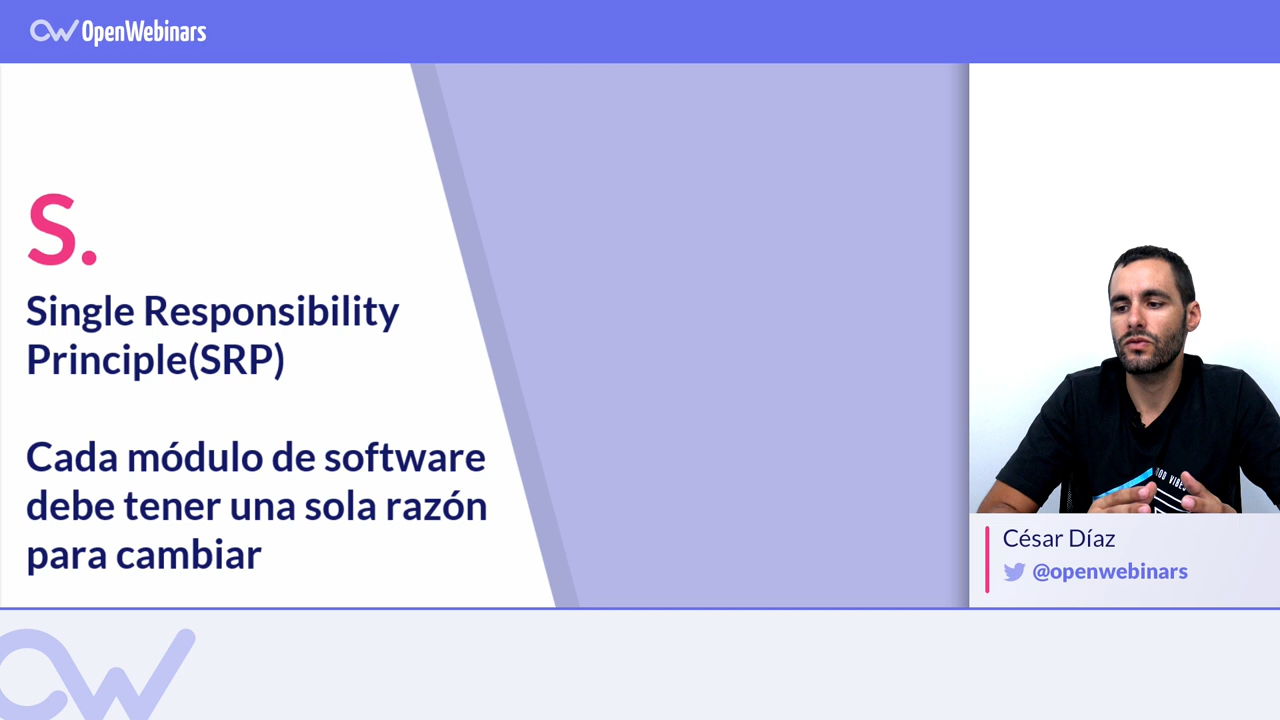 OpenWebinars
S.
Single Responsibility
Principle(SRP)
Cada módulo de software
debe tener una sola razón
para cambiar
César Díaz
@openwebinars